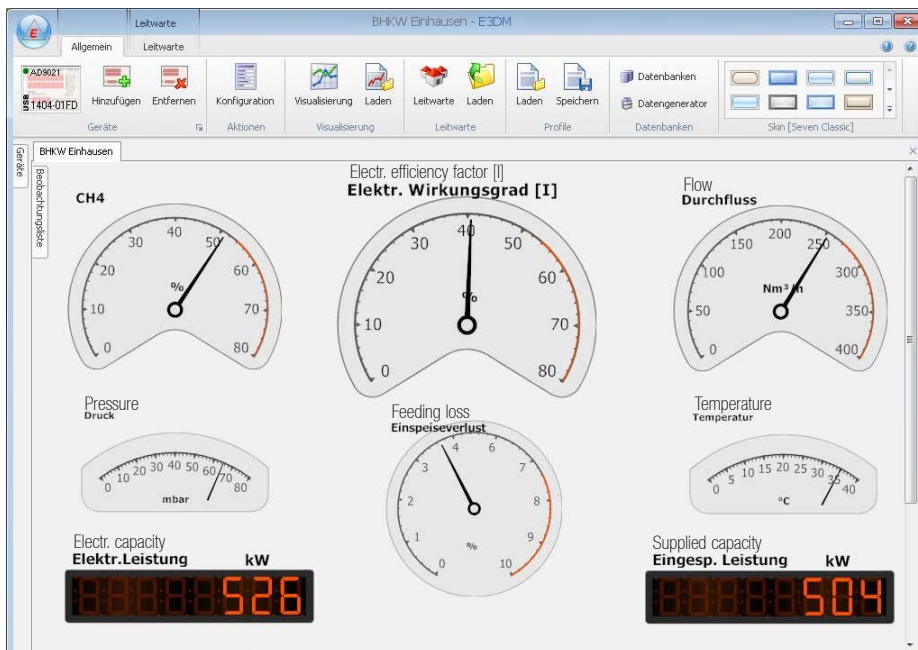 Leitwarte
BHKW Einhausen - E3DM
Allgemein
Leitwarte
AD9021
USB
1404-01FD
Hinzufügen
Entfernen
Konfiguration
Visualisierung
Laden
Leitwarte
Laden
Laden
Speichern
Datenbanken
Datengenerator
Geräte
Aktionen
Visualisierung
Leitwarte
Profile
Datenbanken
Skin [Seven Classic]
Geräte
Beobachtungsliste
BHKW Einhausen
CH4
0 10 20 30 40 50 60 70 80
%
Electr. efficiency factor [I]
Elektr. Wirkungsgrad [I]
0 10 20 30 40 50 60 70 80
%
Flow
Durchfluss
0 50 100 150 200 250 300 350 400
Nm³/h
Pressure
Druck
0 10 20 30 40 50 60 70 80
mbar
Feeding loss
Einspeiseverlust
0 1 2 3 4 6 7 8 9 10
%
Temperature
Temperatur
0 5 10 15 20 25 30 35 40
°C
Electr. capacity
Elektr.Leistung kW
526
Supplied capacity
Eingesp. Leistung kW
504